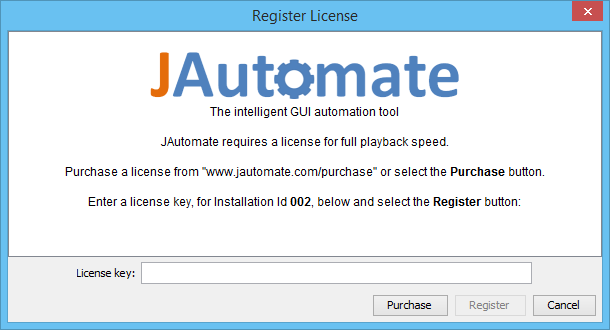 Register License
JAutomate
The intelligent GUI automation tool
JAutomate requires a license for full playback speed.
Purchase a license from "www.jautomate.com/purchase" or select the Purchase button.
Enter a license key, for Installation Id 002, below and select the Register button:
License key:
Purchase Register Cancel